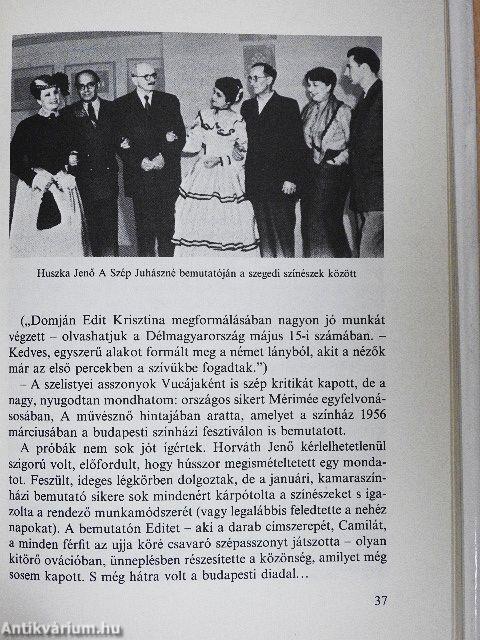 Huszka Jenő A Szép Juhászné bemutatóján a szegedi színészek között
(„Domján Edit Krisztina megformálásában nagyon jó munkát
végzett – olvashatjuk a Délmagyarország május 15-i számában. –
Kedves, egyszerű alakot formált meg a német lányból, akit a nézők
már az első percekben a szívükbe fogadtak.”)
– A szelistyei asszonyok Vucájaként is szép kritikát kapott, de a
nagy, nyugodtan mondhatom: országos sikert Mérimée egyfelvoná-
sosában, A művésznő hintajában aratta, amelyet a színház 1956
márciusában a budapesti színházi fesztiválon is bemutatott.
A próbák nem sok jót ígértek. Horváth Jenő kérlelhetetlenül
szigorú volt, előfordult, hogy hússzor megismételtetett egy monda-
tot. Feszült, ideges légkörben dolgoztak, de a januári, kamaraszín-
házi bemutató sikere sok mindenért kárpótolta a színészeket s iga-
zolta a rendező munkamódszerét (vagy legalábbis feledtette a nehéz
napokat). A bemutatón Editet – aki a darab címszerepét, Camilát,
a minden férfit az ujja köré csavaró szépasszonyt játszotta – olyan
kitörő ovációban, ünneplésben részesítette a közönség, amilyet még
sosem kapott. S még hátra volt a budapesti diadal...
37
Antikvárium.hu